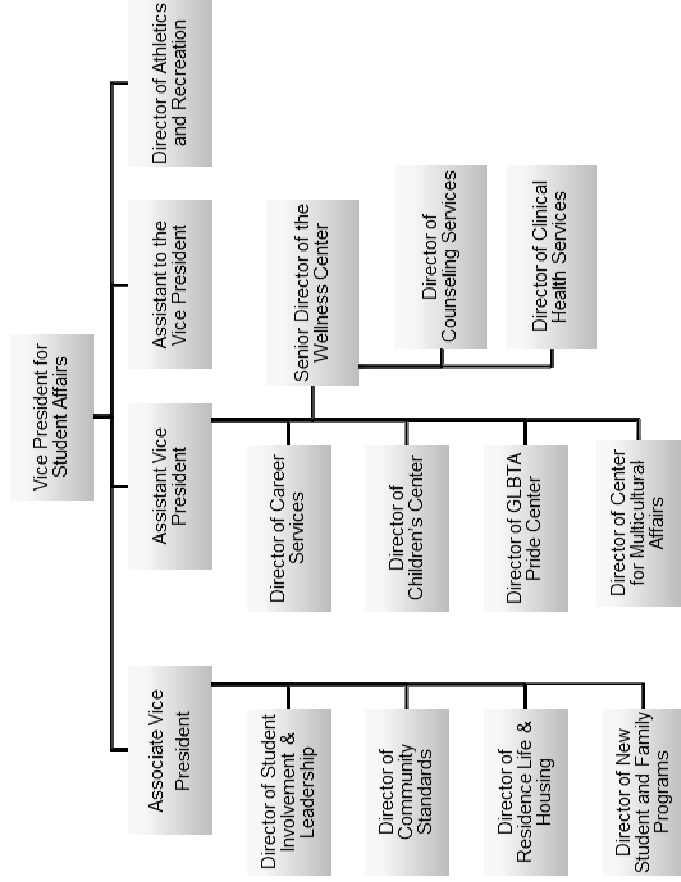 Vice President for
Student Affairs
Associate Vice
President
Assistant Vice
President
Assistant to the
Vice President
Director of Athletics
and Recreation
Director of Student
Involvement &
Leadership
Director of
Community
Standards
Director of
Residence Life &
Housing
Director of New
Student and Family
Programs
Director of Career
Services
Director of
Children's Center
Director of GLBTA
Pride Center
Director of Center
for Multicultural
Affairs
Senior Director of the
Wellness Center
Director of
Counseling Services
Director of Clinical
Health Services